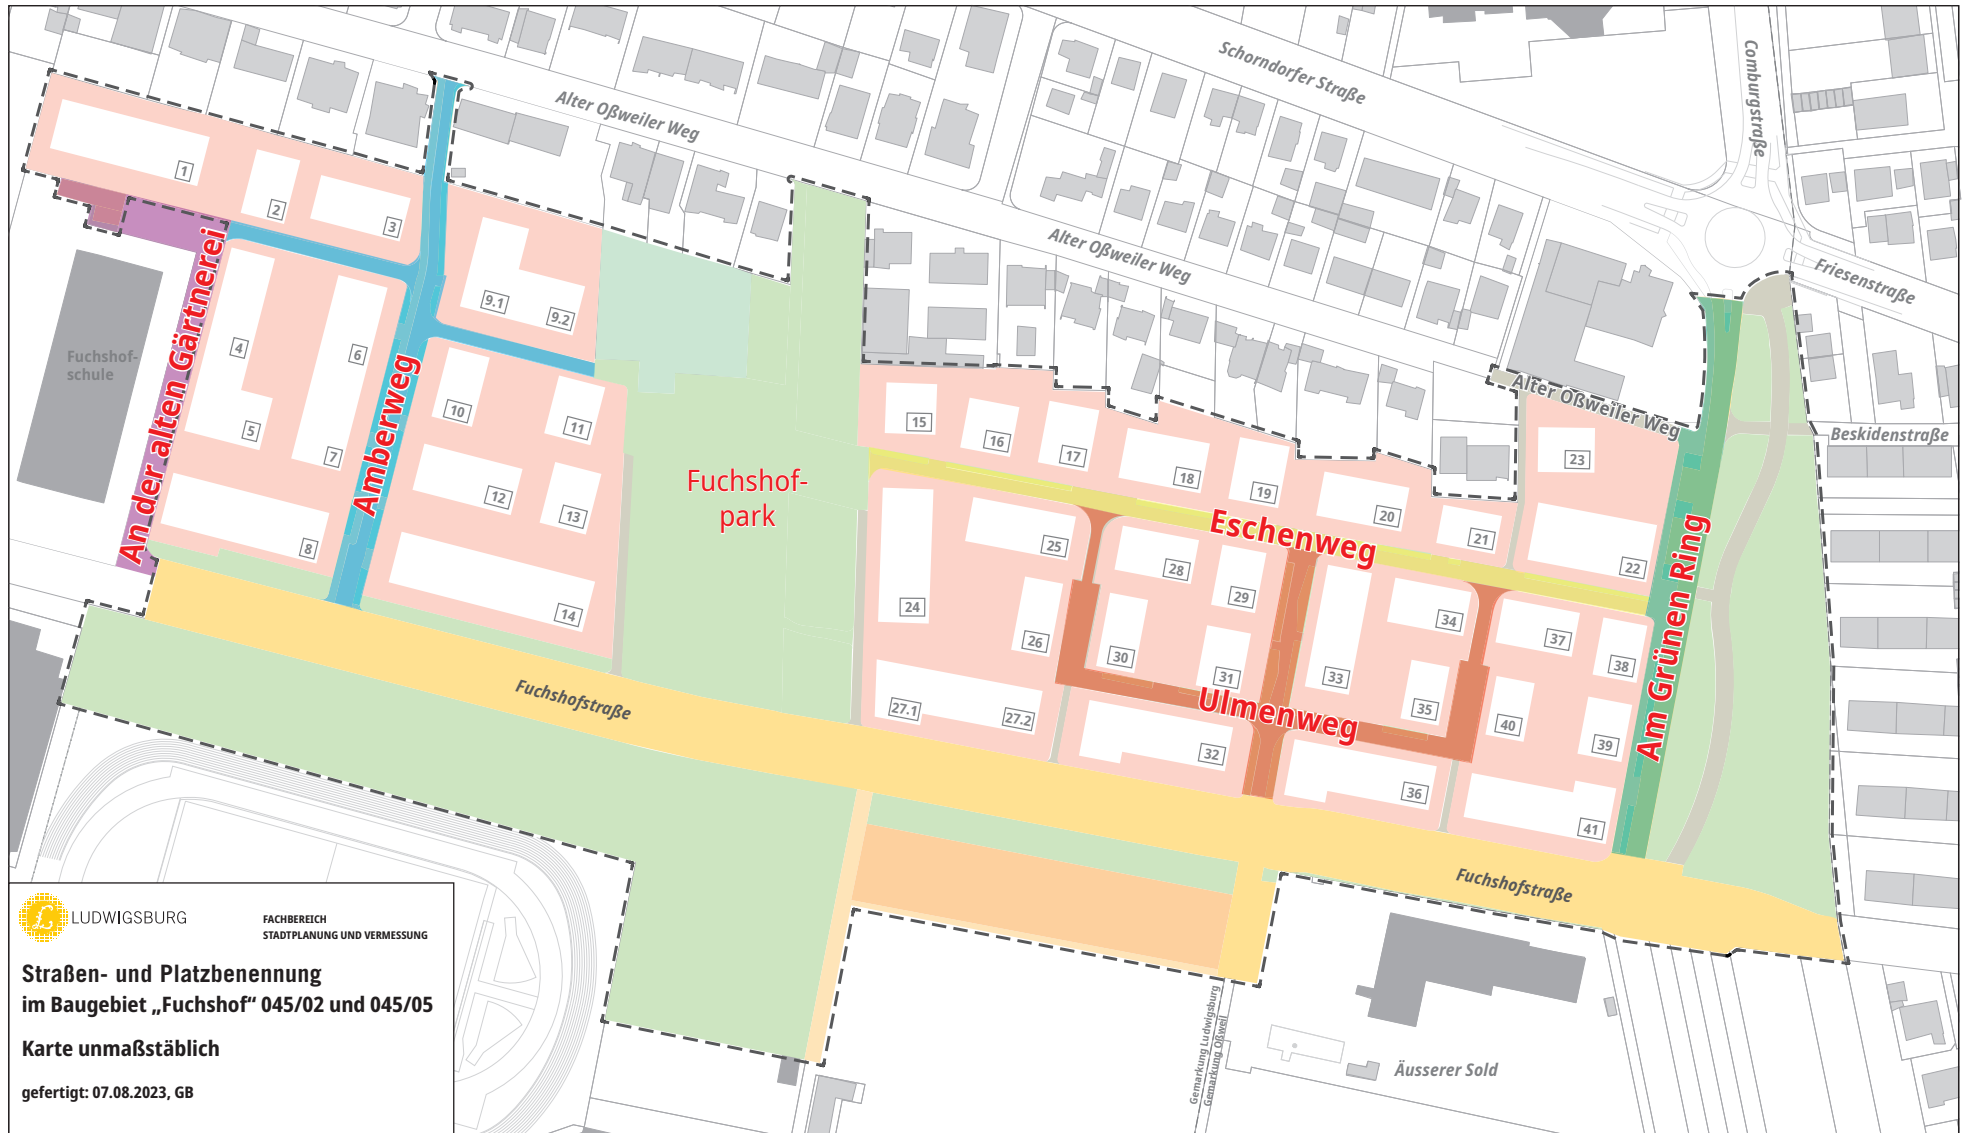 Schorndorfer Straße
Comburgstraße
Alter Oßweiler Weg
Alter Oßweiler Weg
Friesenstraße
Alter Oßweiler Weg
Beskidenstraße
Fuchshof-
schule
An der alten Gärtnerei
Amberweg
Fuchshof-
park
Eschenweg
Ulmenweg
Am Grünen Ring
Fuchshofstraße
Fuchshofstraße
Äusserer Sold
Gemarkung Ludwigsburg
Gemarkung Oßweil
1
2
3
4
5
6
7
8
9.1
9.2
10
11
12
13
14
15
16
17
18
19
20
21
22
23
24
25
26
27.1
27.2
28
29
30
31
32
33
34
35
36
37
38
39
40
41
LUDWIGSBURG
FACHBEREICH
STADTPLANUNG UND VERMESSUNG
Straßen- und Platzbenennung
im Baugebiet „Fuchshof“ 045/02 und 045/05
Karte unmaßstäblich
gefertigt: 07.08.2023, GB